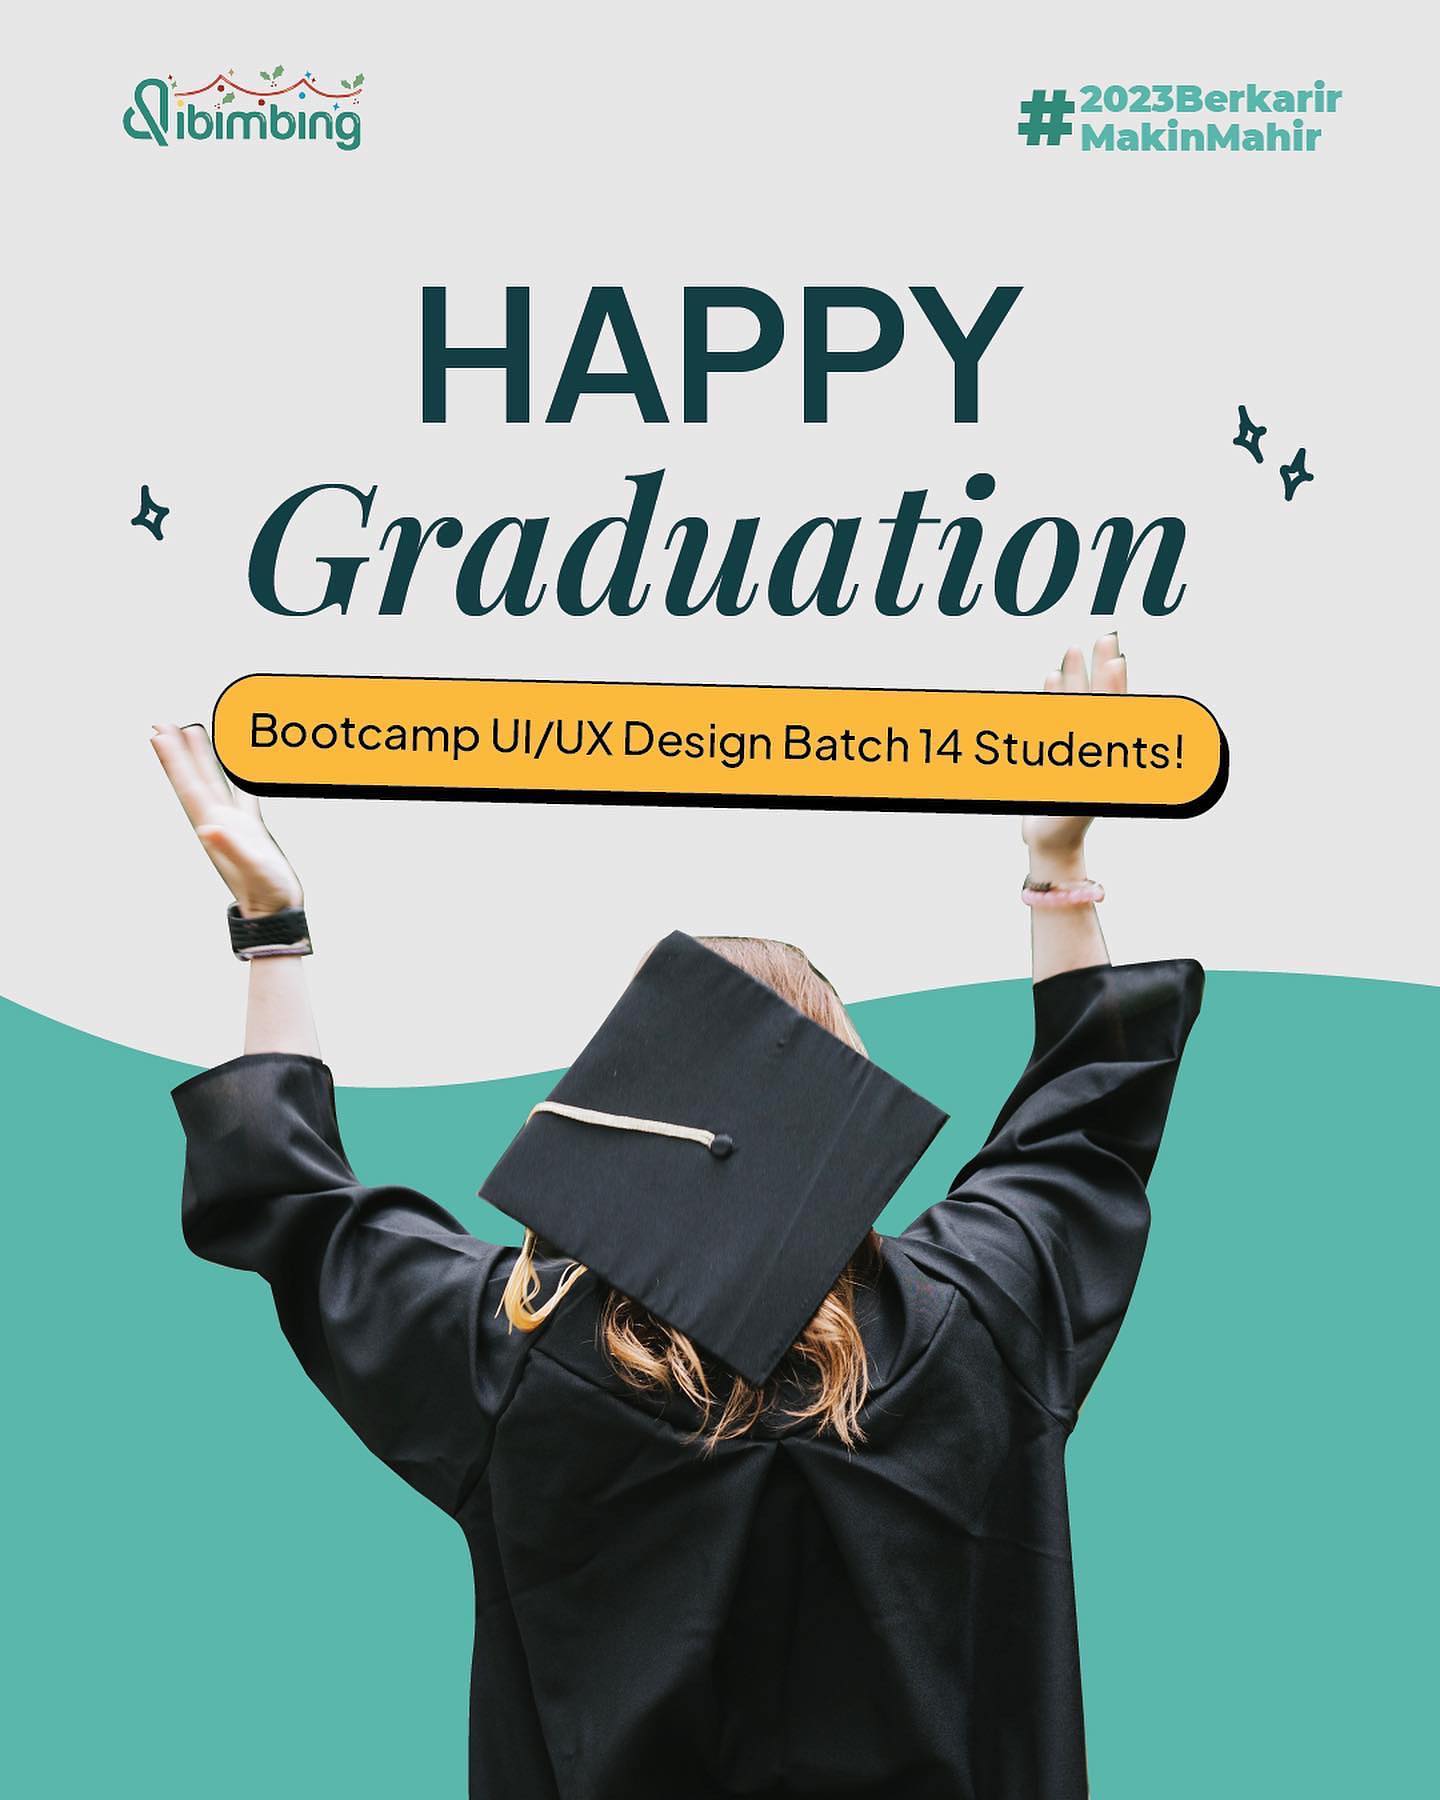 dibimbing
#2023Berkarir
MakinMahir
HAPPY
Graduation
Bootcamp UI/UX Design Batch 14 Students!